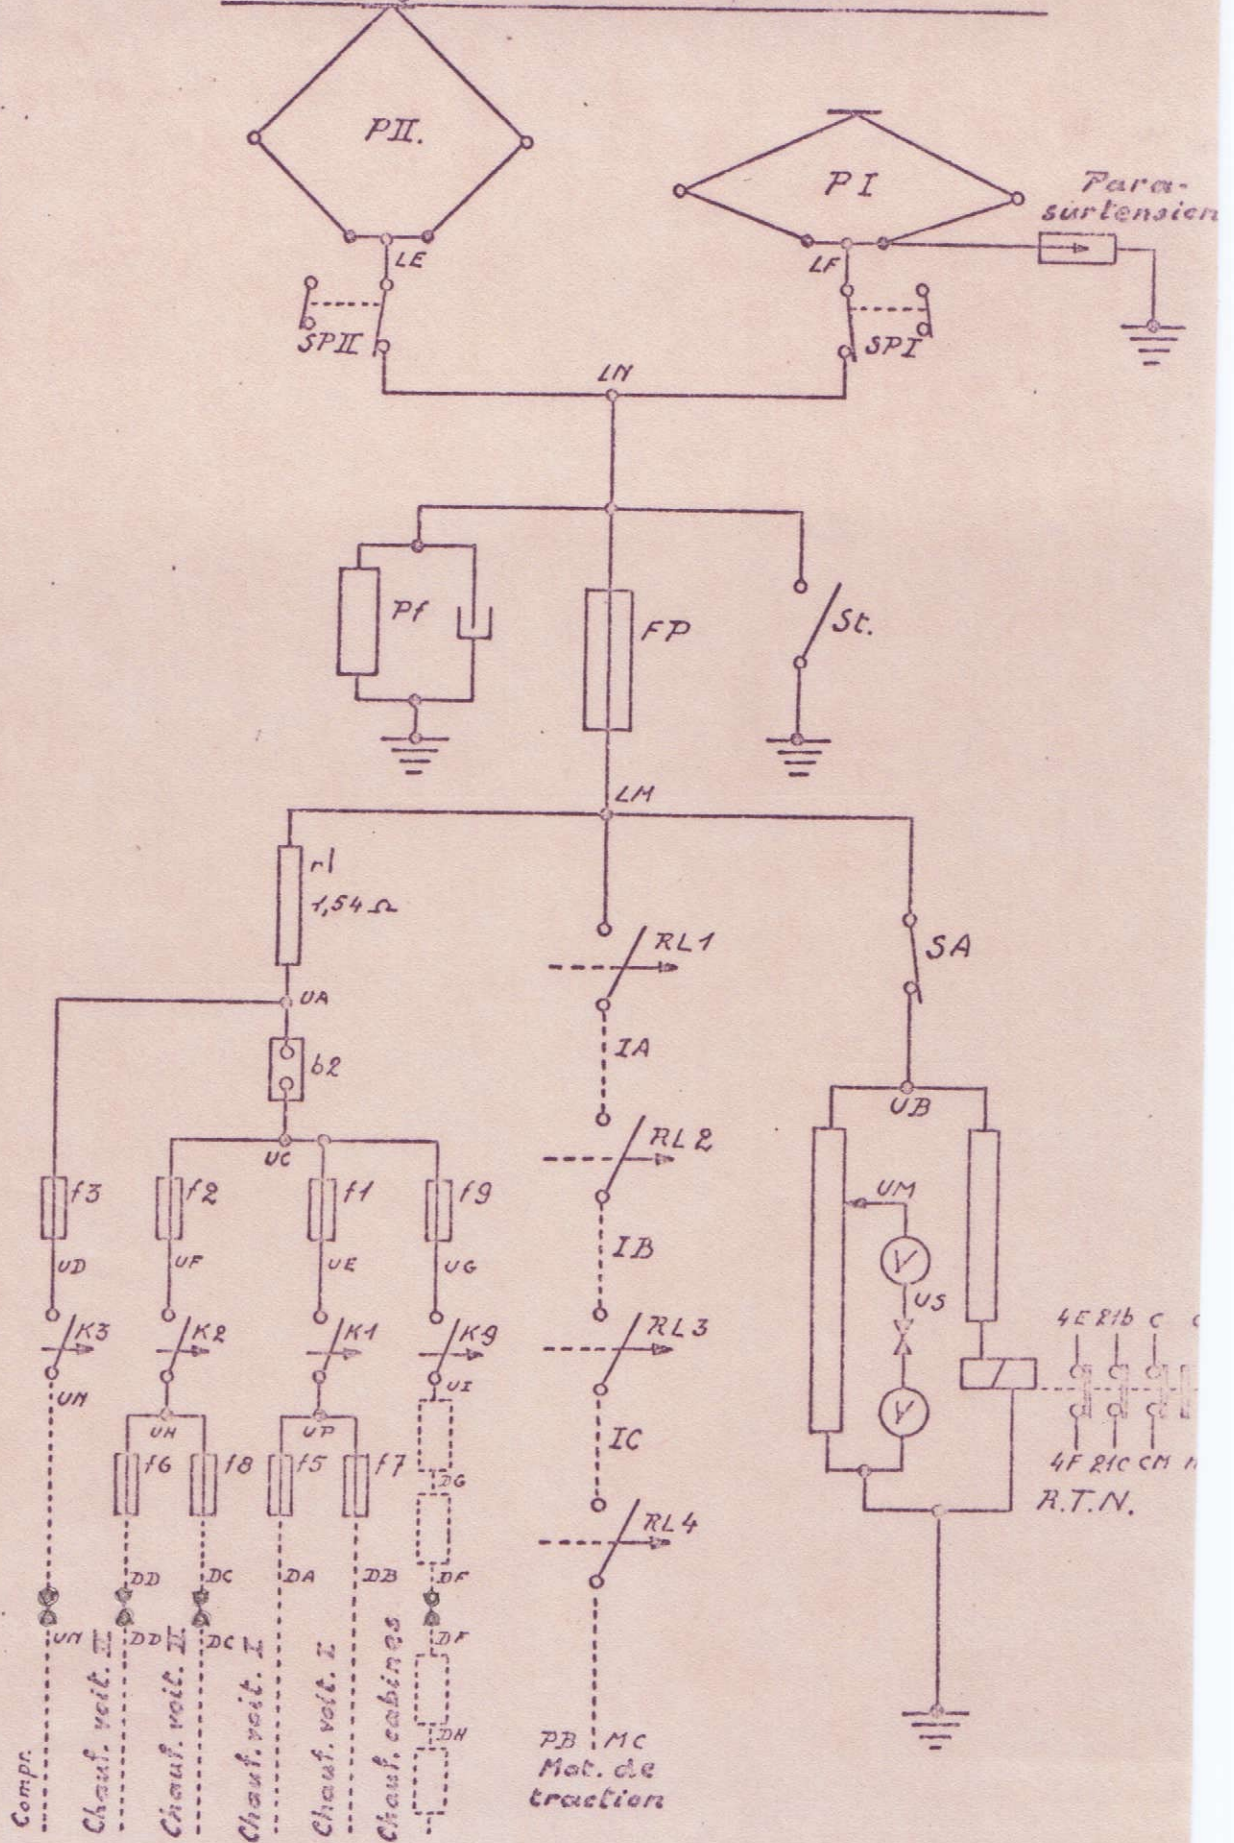 PII.
PI
Para-
surtension
LE
LF
SPII
SPI
LN
Pf
FP
St.
LM
rl
1,54 Ω
RL1
SA
UA
IA
b2
UB
UC
RL2
f3
f2
f1
f9
UM
UD
UF
UE
UG
IB
US
K3
K2
K1
K9
RL3
4E 21b C
UN
UI
UH
UP
IC
f6
f8
f5
f7
DG
4F 21C CM
R.T.N.
RL4
DD
DC
DA
DB
DF
UN
DD
DC
DF
DH
Compr.
Chauf. voit. III
Chauf. voit. II
Chauf. voit. I
Chauf. voit. I
Chauf. cabines
PB MC
Mot. de
traction